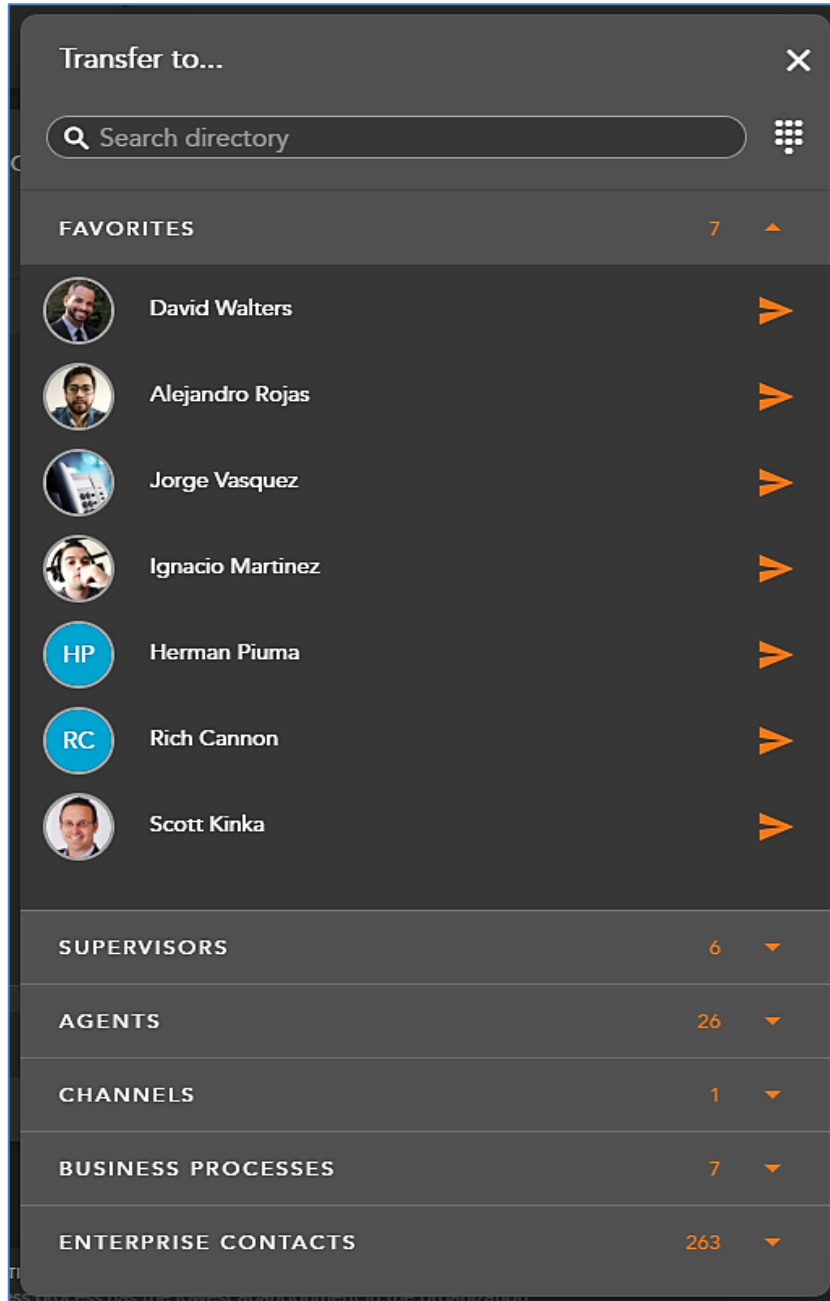 Transfer to...
Search directory
FAVORITES 7
David Walters
Alejandro Rojas
Jorge Vasquez
Ignacio Martinez
HP Herman Piuma
RC Rich Cannon
Scott Kinka
SUPERVISORS 6
AGENTS 26
CHANNELS 1
BUSINESS PROCESSES 7
ENTERPRISE CONTACTS 263